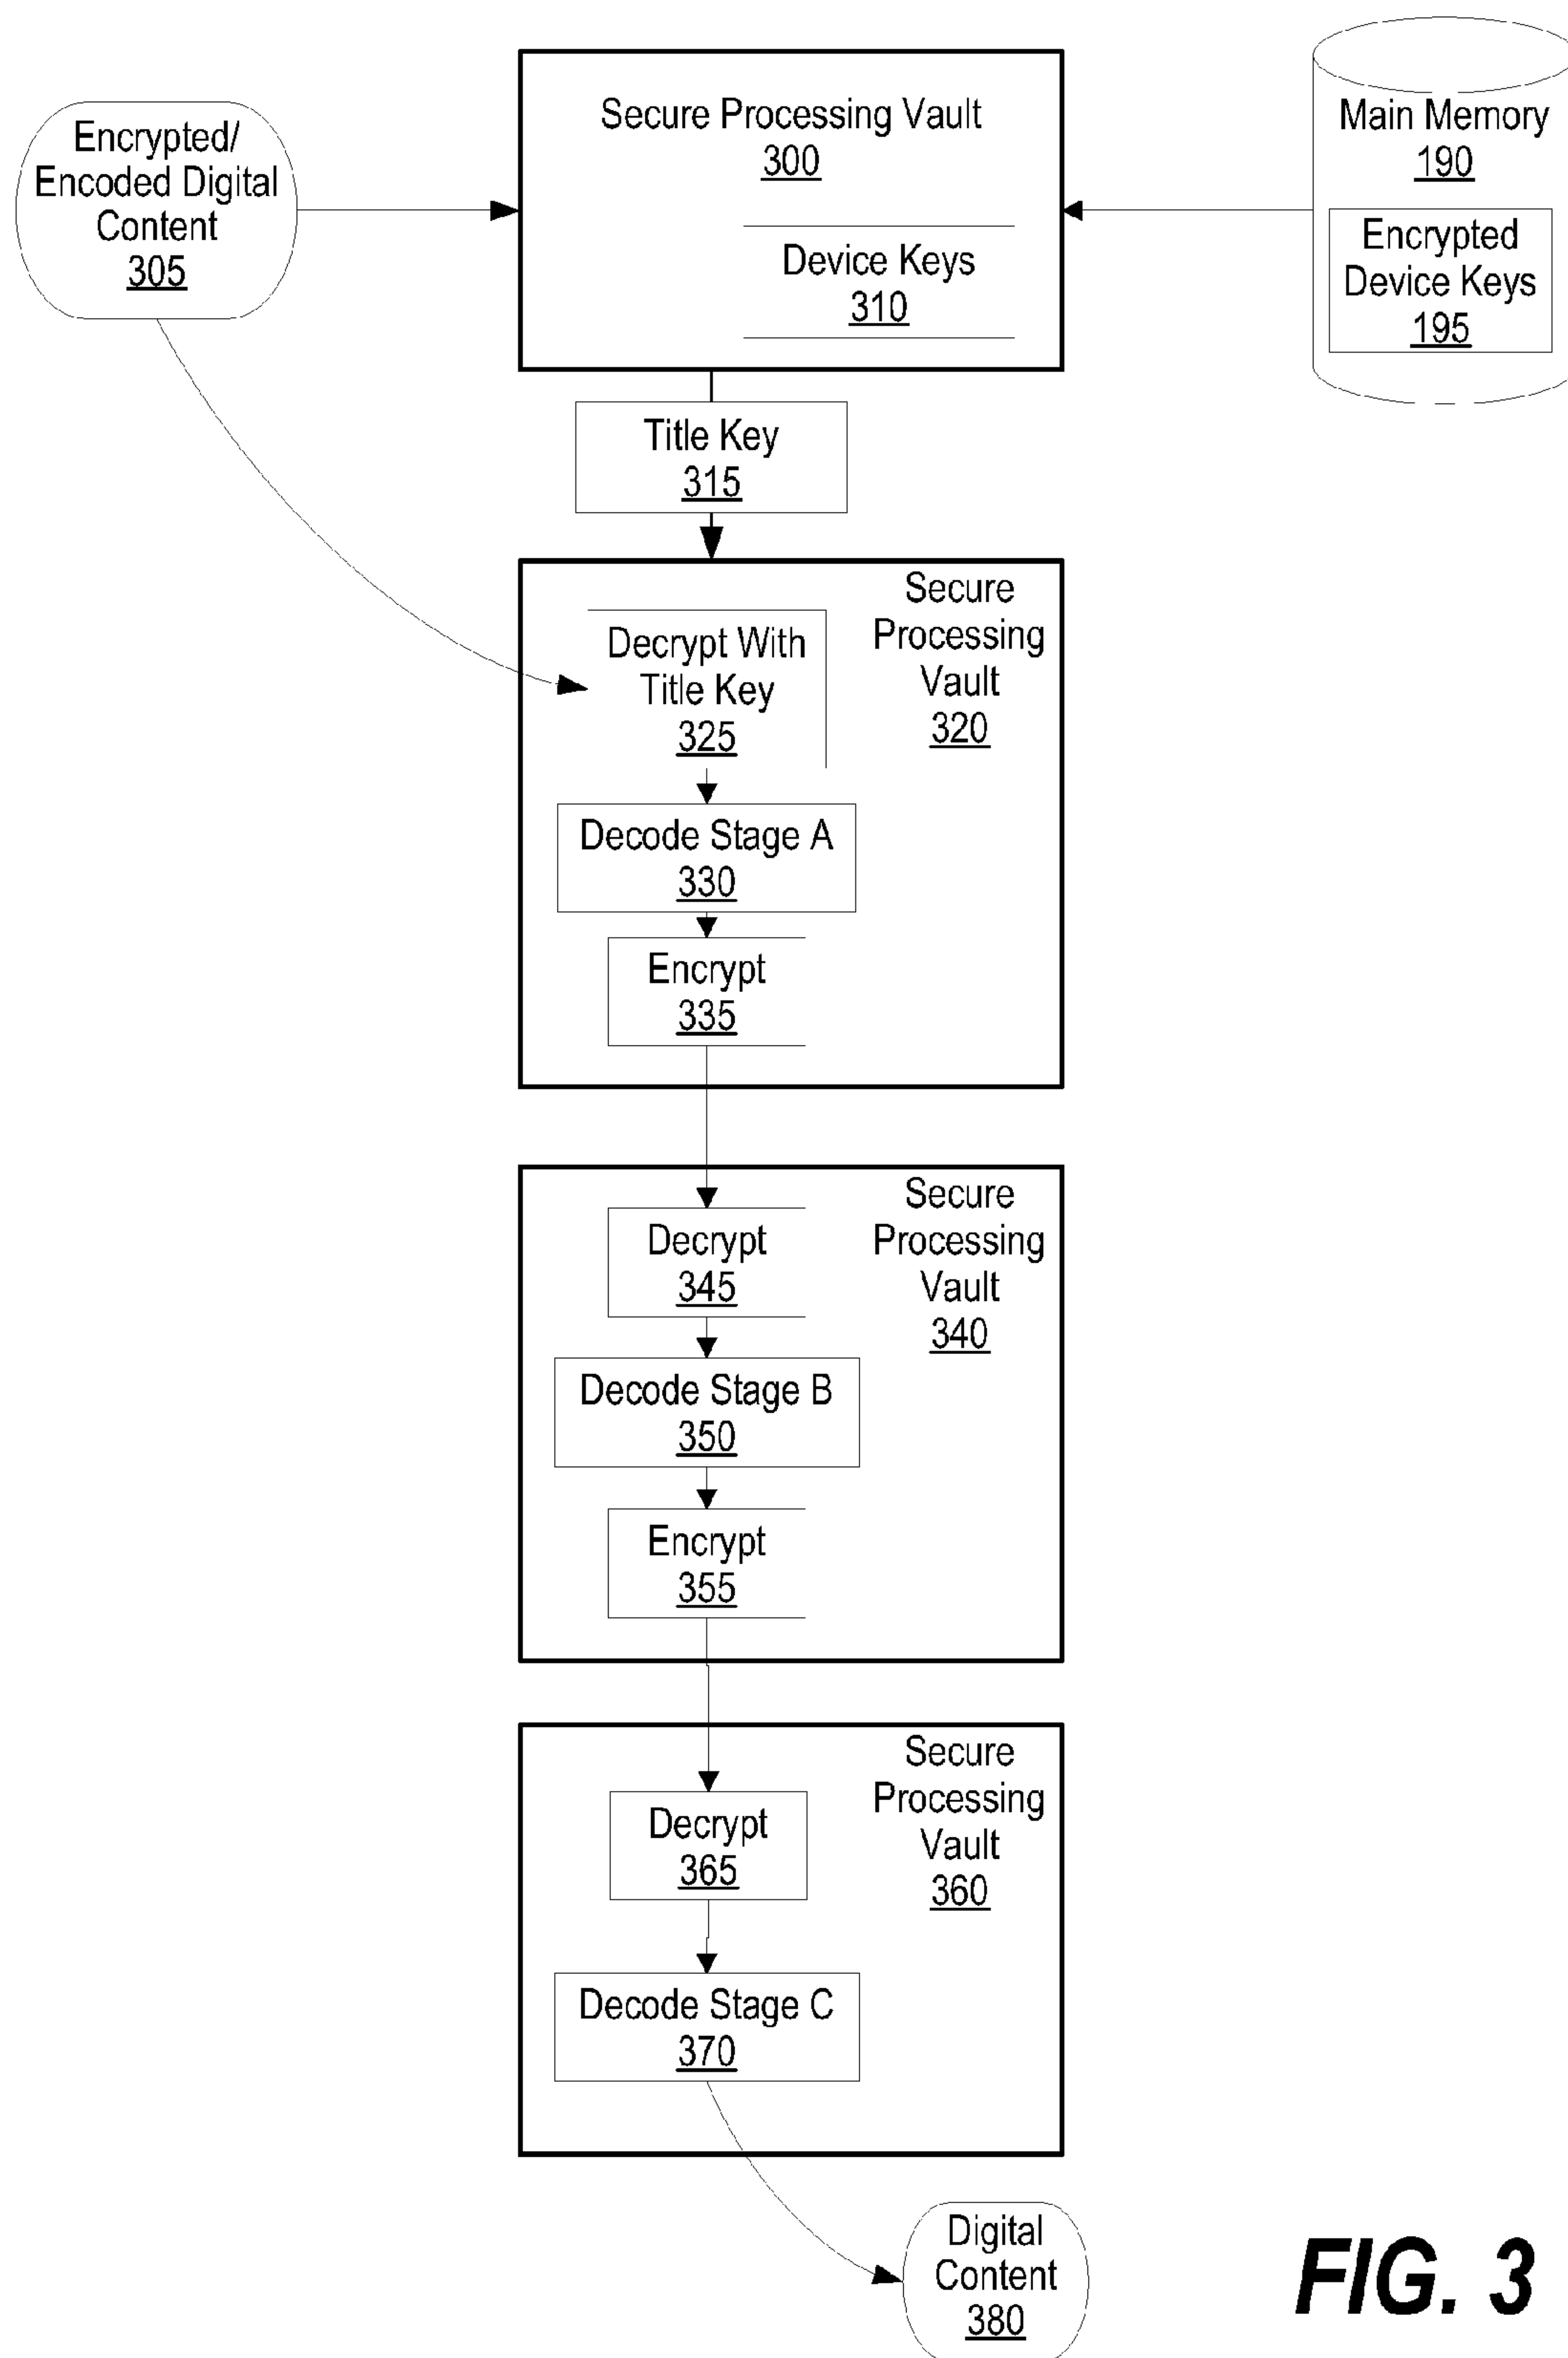 Encrypted/
Encoded Digital
Content
305
Secure Processing Vault
300
Device Keys
310
Main Memory
190
Encrypted
Device Keys
195
Title Key
315
Secure
Processing
Vault
320
Decrypt With
Title Key
325
Decode Stage A
330
Encrypt
335
Secure
Processing
Vault
340
Decrypt
345
Decode Stage B
350
Encrypt
355
Secure
Processing
Vault
360
Decrypt
365
Decode Stage C
370
Digital
Content
380
FIG. 3